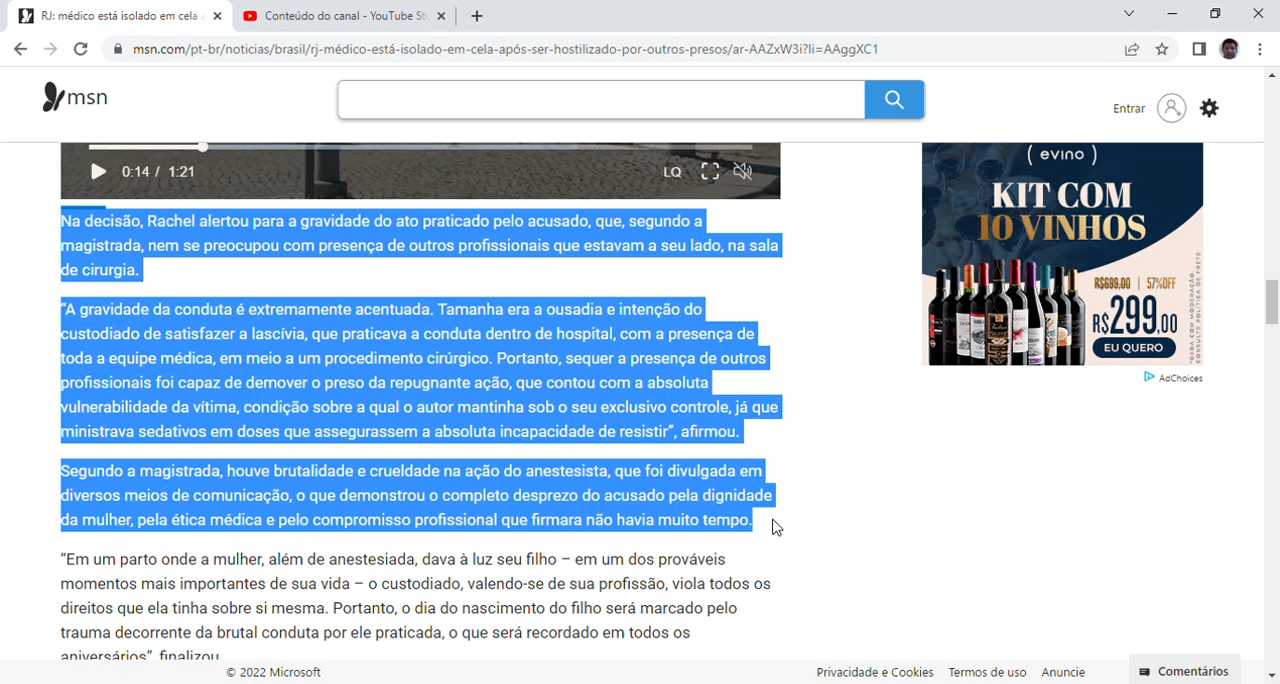 RJ: médico está isolado em cela a
Conteúdo do canal - YouTube St
msn.com/pt-br/noticias/brasil/rj-médico-está-isolado-em-cela-após-ser-hostilizado-por-outros-presos/ar-AAZxW3i?li=AAggXC1
msn
Entrar
0:14 / 1:21
LQ
Na decisão, Rachel alertou para a gravidade do ato praticado pelo acusado, que, segundo a
magistrada, nem se preocupou com presença de outros profissionais que estavam a seu lado, na sala
de cirurgia.
“A gravidade da conduta é extremamente acentuada. Tamanha era a ousadia e intenção do
custodiado de satisfazer a lascívia, que praticava a conduta dentro de hospital, com a presença de
toda a equipe médica, em meio a um procedimento cirúrgico. Portanto, sequer a presença de outros
profissionais foi capaz de demover o preso da repugnante ação, que contou com a absoluta
vulnerabilidade da vítima, condição sobre a qual o autor mantinha sob o seu exclusivo controle, já que
ministrava sedativos em doses que assegurassem a absoluta incapacidade de resistir”, afirmou.
Segundo a magistrada, houve brutalidade e crueldade na ação do anestesista, que foi divulgada em
diversos meios de comunicação, o que demonstrou o completo desprezo do acusado pela dignidade
da mulher, pela ética médica e pelo compromisso profissional que firmara não havia muito tempo.
“Em um parto onde a mulher, além de anestesiada, dava à luz seu filho – em um dos prováveis
momentos mais importantes de sua vida – o custodiado, valendo-se de sua profissão, viola todos os
direitos que ela tinha sobre si mesma. Portanto, o dia do nascimento do filho será marcado pelo
trauma decorrente da brutal conduta por ele praticada, o que será recordado em todos os
aniversários”, finalizou
( evino )
KIT COM
10 VINHOS
R$699,00 | 57%OFF
R$299,00
EU QUERO
*BEBA COM MODERAÇÃO.
CONSULTE POLÍTICA DE FRETE
AdChoices
© 2022 Microsoft
Privacidade e Cookies
Termos de uso
Anuncie
Comentários